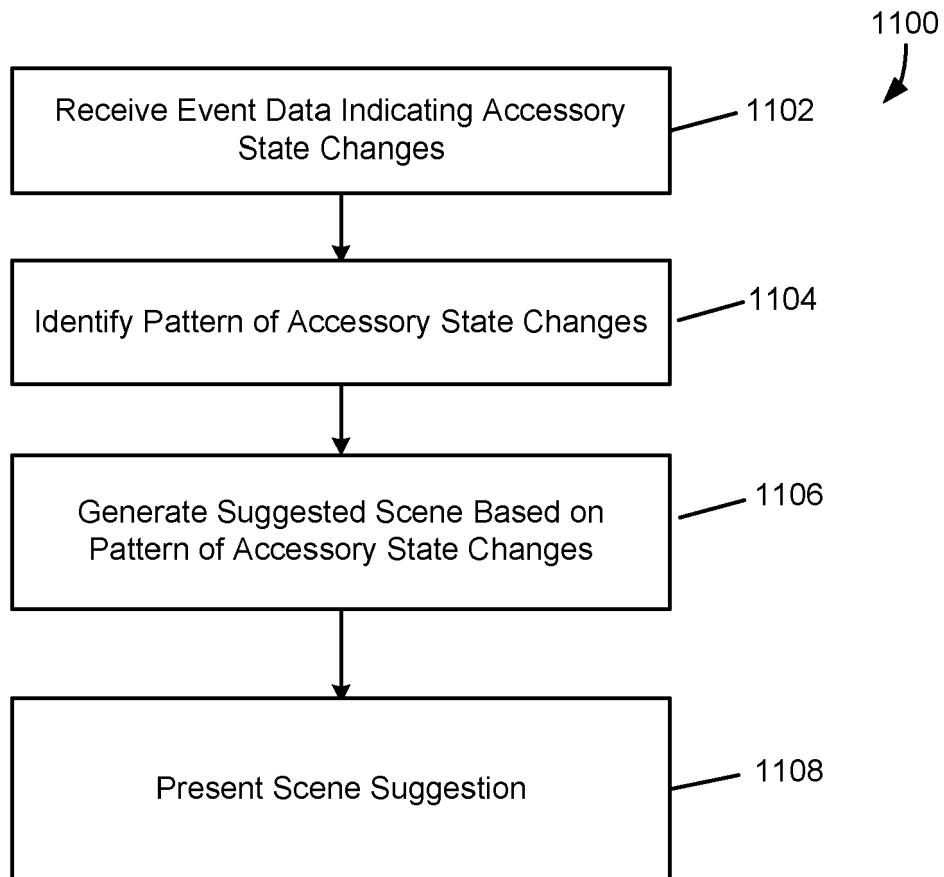 1100
Receive Event Data Indicating Accessory
State Changes
1102
Identify Pattern of Accessory State Changes
1104
Generate Suggested Scene Based on
Pattern of Accessory State Changes
1106
Present Scene Suggestion
1108